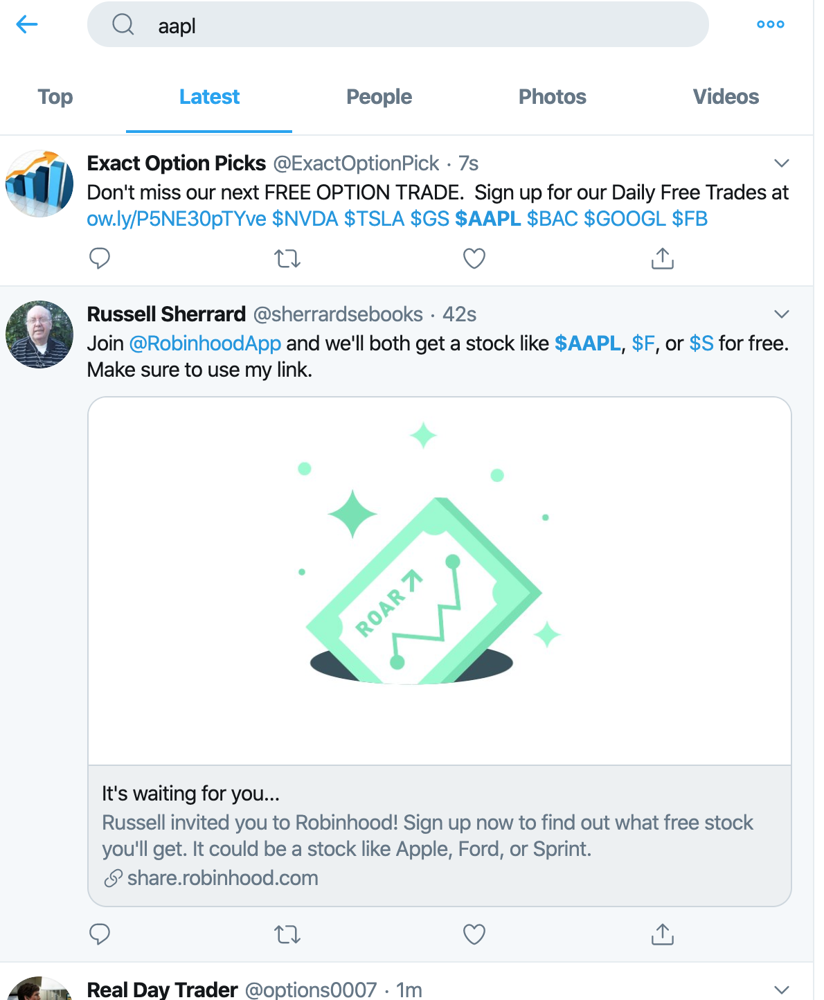 aapl
Top Latest People Photos Videos
Exact Option Picks @ExactOptionPick · 7s
Don't miss our next FREE OPTION TRADE.  Sign up for our Daily Free Trades at
ow.ly/P5NE30pTYve $NVDA $TSLA $GS $AAPL $BAC $GOOGL $FB
Russell Sherrard @sherrardsebooks · 42s
Join @RobinhoodApp and we'll both get a stock like $AAPL, $F, or $S for free.
Make sure to use my link.
ROAR
It's waiting for you...
Russell invited you to Robinhood! Sign up now to find out what free stock
you'll get. It could be a stock like Apple, Ford, or Sprint.
share.robinhood.com
Real Day Trader @options0007 · 1m